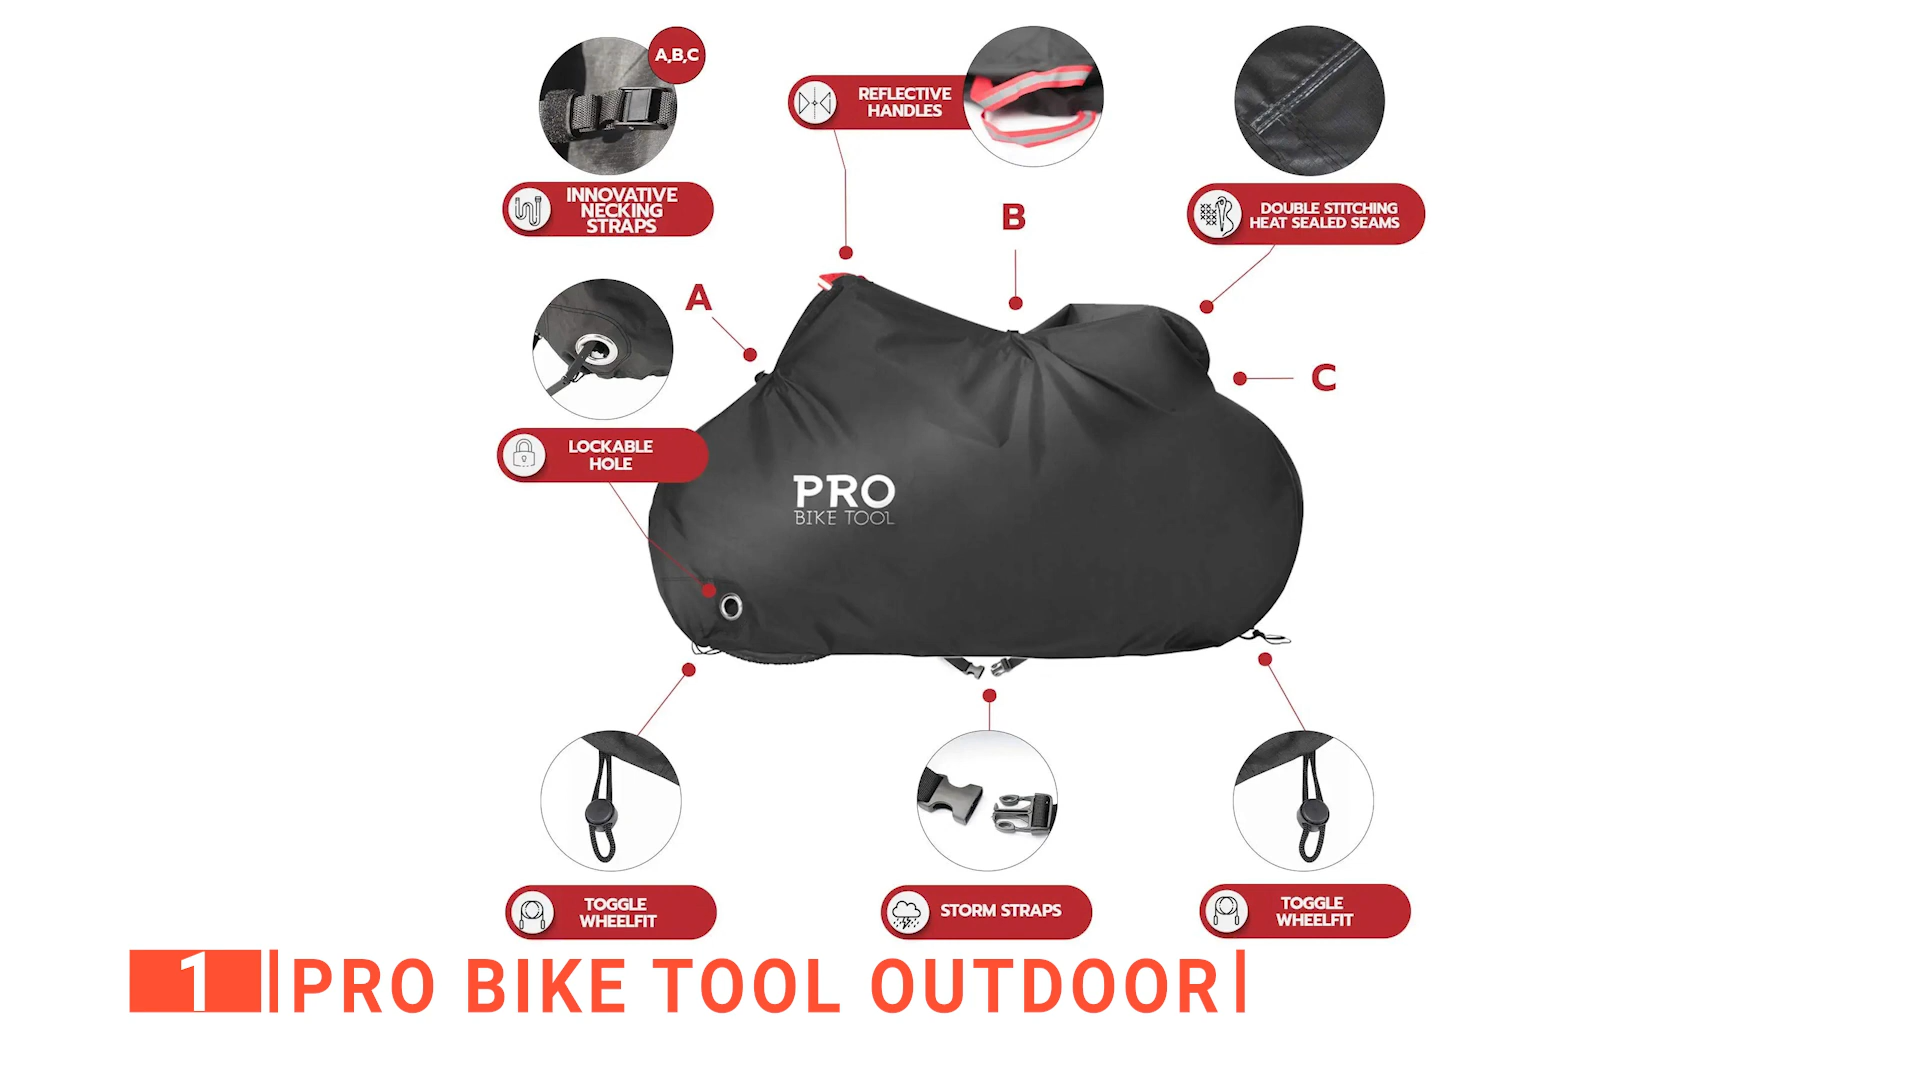 A,B,C
INNOVATIVE
NECKING
STRAPS
REFLECTIVE
HANDLES
DOUBLE STITCHING
HEAT SEALED SEAMS
A
B
C
LOCKABLE
HOLE
PRO
BIKE TOOL
TOGGLE
WHEELFIT
STORM STRAPS
TOGGLE
WHEELFIT
1 PRO BIKE TOOL OUTDOOR